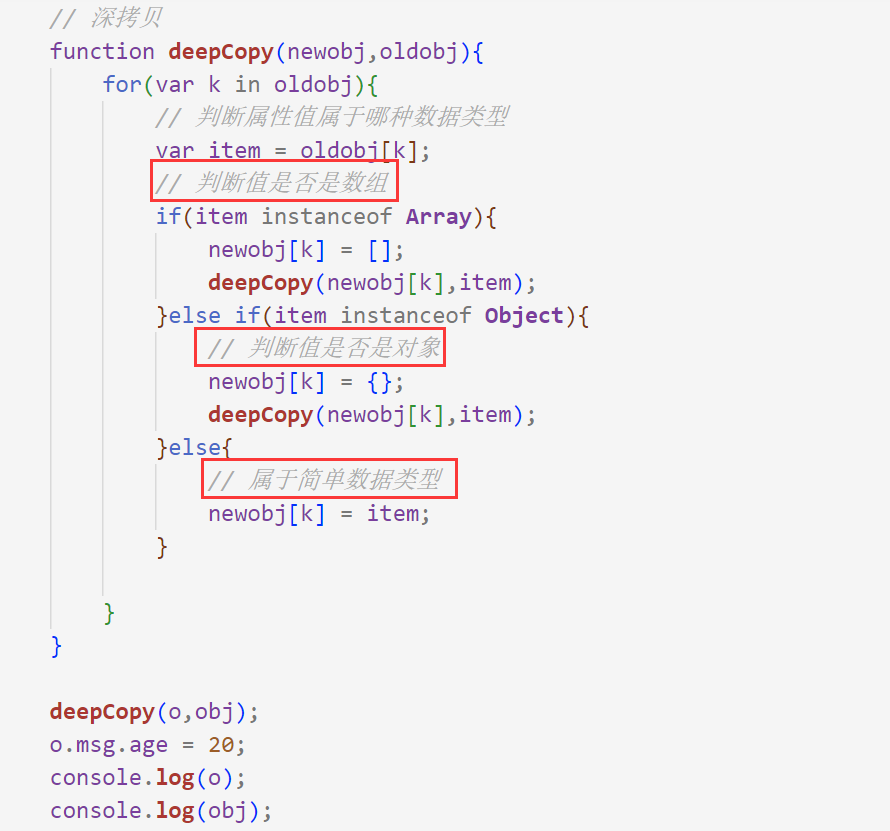 // 深拷贝
function deepCopy(newobj,oldobj){
for(var k in oldobj){
// 判断属性值属于哪种数据类型
var item = oldobj[k];
// 判断值是否是数组
if(item instanceof Array){
newobj[k] = [];
deepCopy(newobj[k],item);
}else if(item instanceof Object){
// 判断值是否是对象
newobj[k] = {};
deepCopy(newobj[k],item);
}else{
// 属于简单数据类型
newobj[k] = item;
}
}
}
deepCopy(o,obj);
o.msg.age = 20;
console.log(o);
console.log(obj);